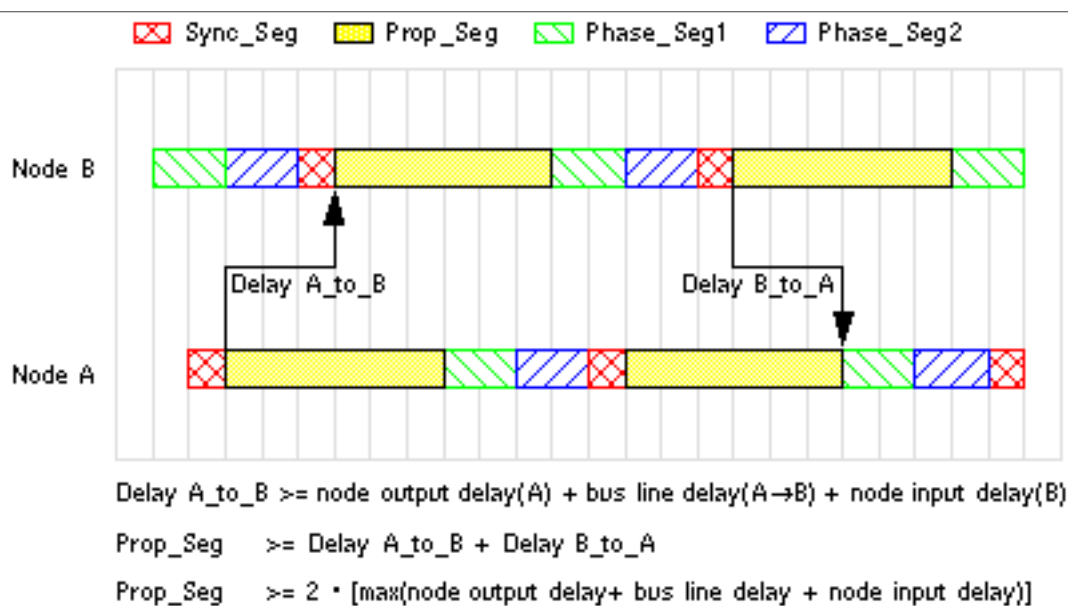 Sync_Seg Prop_Seg Phase_Seg1 Phase_Seg2
Node B
Delay A_to_B Delay B_to_A
Node A
Delay A_to_B >= node output delay(A) + bus line delay(A→B) + node input delay(B)
Prop_Seg >= Delay A_to_B + Delay B_to_A
Prop_Seg >= 2 • [max(node output delay+ bus line delay + node input delay)]